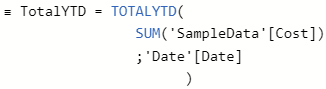 ≡ TotalYTD = TOTALYTD(
SUM('SampleData'[Cost])
;'Date'[Date]
)